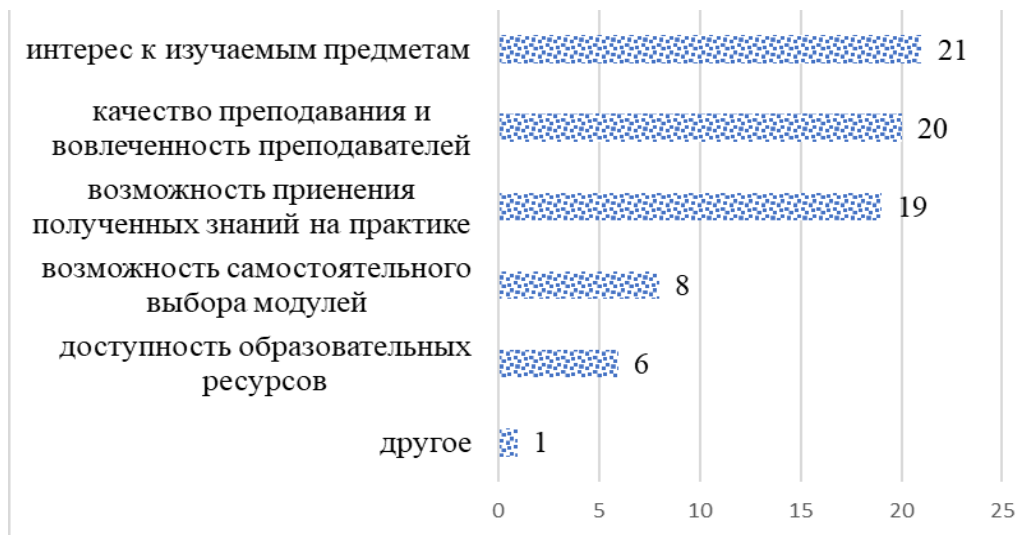 интерес к изучаемым предметам
21
качество преподавания и
вовлеченность преподавателей
20
возможность приенения
полученных знаний на практике
19
возможность самостоятельного
выбора модулей
8
доступность образовательных
ресурсов
6
другое
1
0 5 10 15 20 25